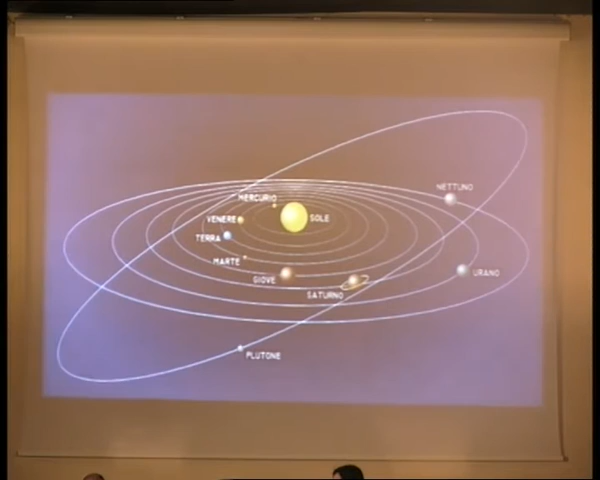 NETTUNO
MERCURIO
VENERE
SOLE
TERRA
MARTE
GIOVE
URANO
SATURNO
PLUTONE